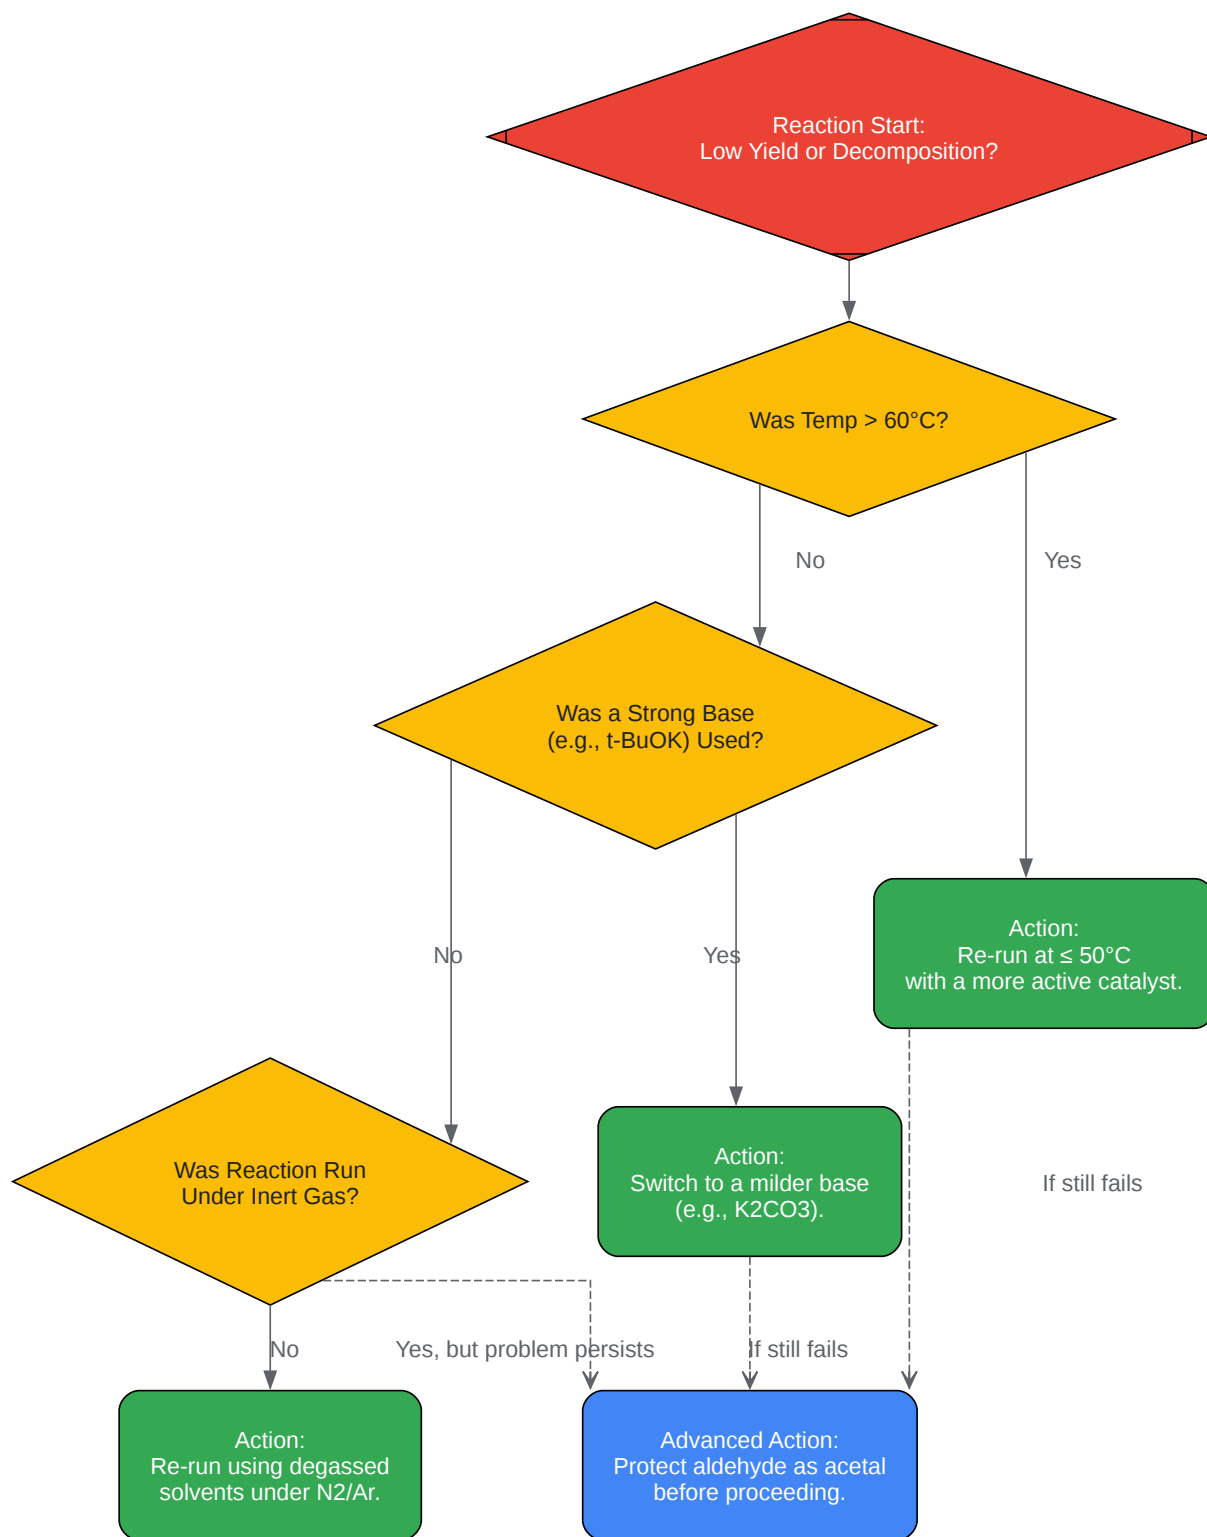 Reaction Start:
Low Yield or Decomposition?
Was Temp > 60°C?
No
Yes
Was a Strong Base
(e.g., t-BuOK) Used?
No
Yes
Action:
Re-run at ≤ 50°C
with a more active catalyst.
Was Reaction Run
Under Inert Gas?
Action:
Switch to a milder base
(e.g., K2CO3).
If still fails
No
Yes, but problem persists
If still fails
Action:
Re-run using degassed
solvents under N2/Ar.
Advanced Action:
Protect aldehyde as acetal
before proceeding.